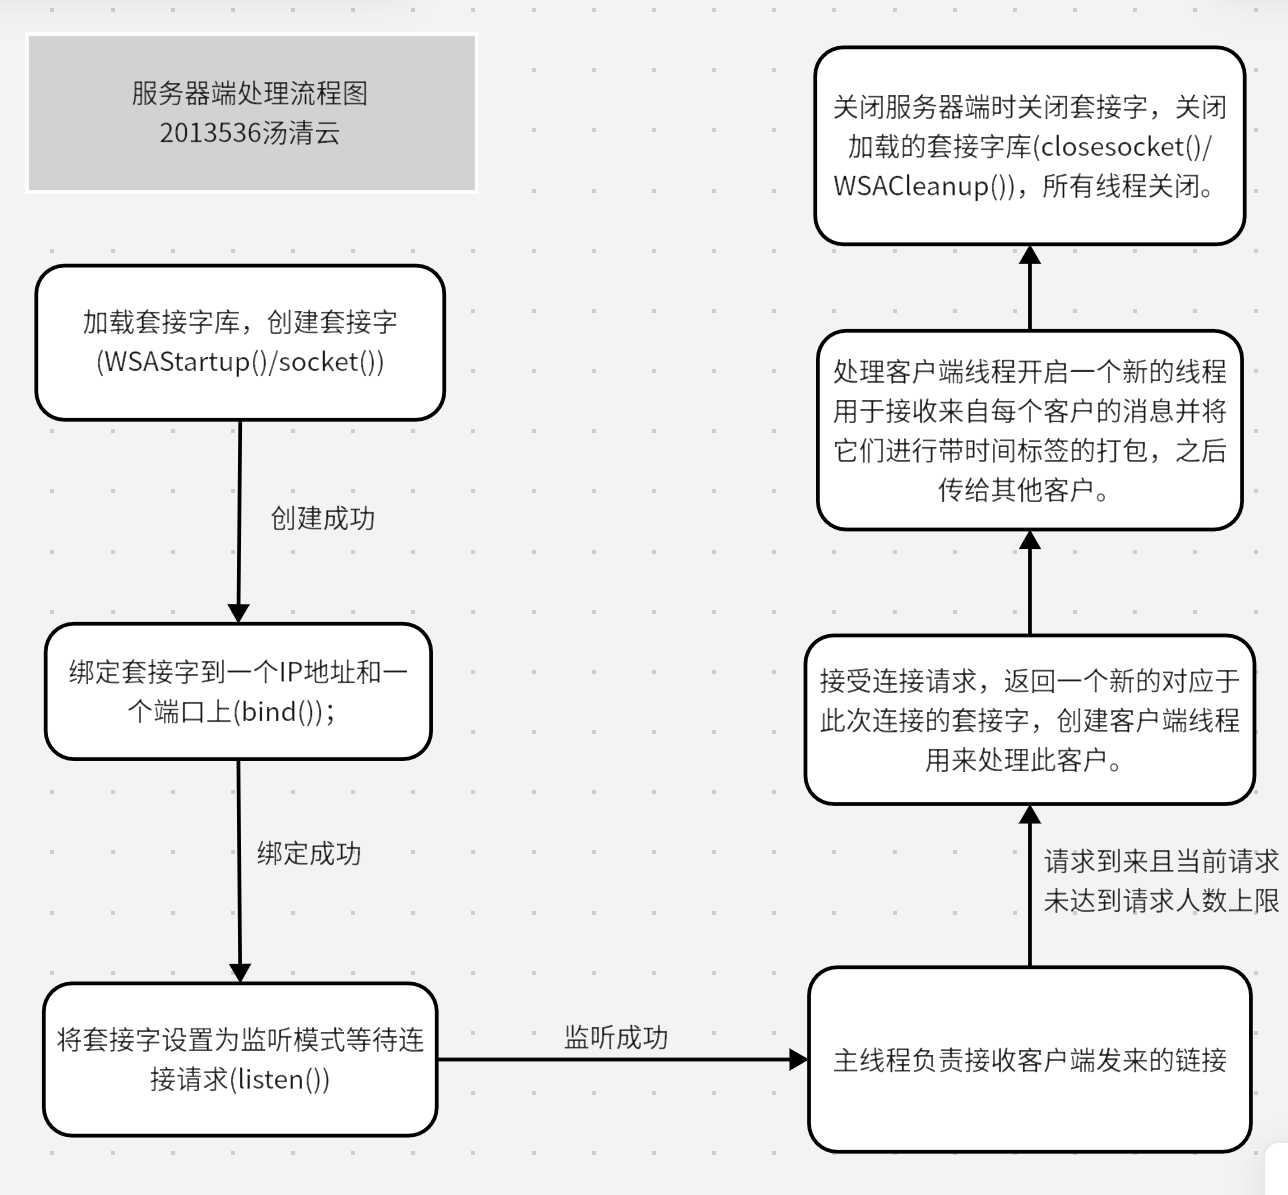 服务器端处理流程图
2013536汤清云
加载套接字库，创建套接字
(WSAStartup()/socket())
创建成功
绑定套接字到一个IP地址和一
个端口上(bind())；
绑定成功
将套接字设置为监听模式等待连
接请求(listen())
监听成功
主线程负责接收客户端发来的链接
请求到来且当前请求
未达到请求人数上限
接受连接请求，返回一个新的对应于
此次连接的套接字，创建客户端线程
用来处理此客户。
处理客户端线程开启一个新的线程
用于接收来自每个客户的消息并将
它们进行带时间标签的打包，之后
传给其他客户。
关闭服务器端时关闭套接字，关闭
加载的套接字库(closesocket()/
WSACleanup())，所有线程关闭。